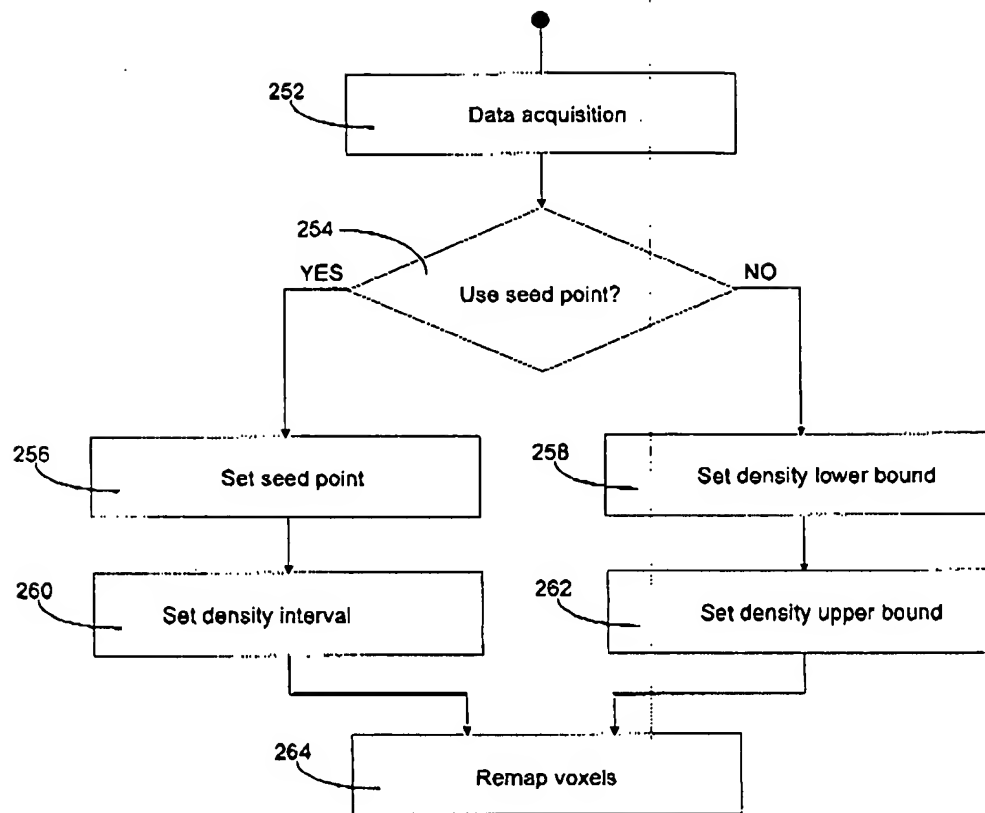 252
Data acquisition
254
YES
NO
Use seed point?
256
Set seed point
258
Set density lower bound
260
Set density interval
262
Set density upper bound
264
Remap voxels